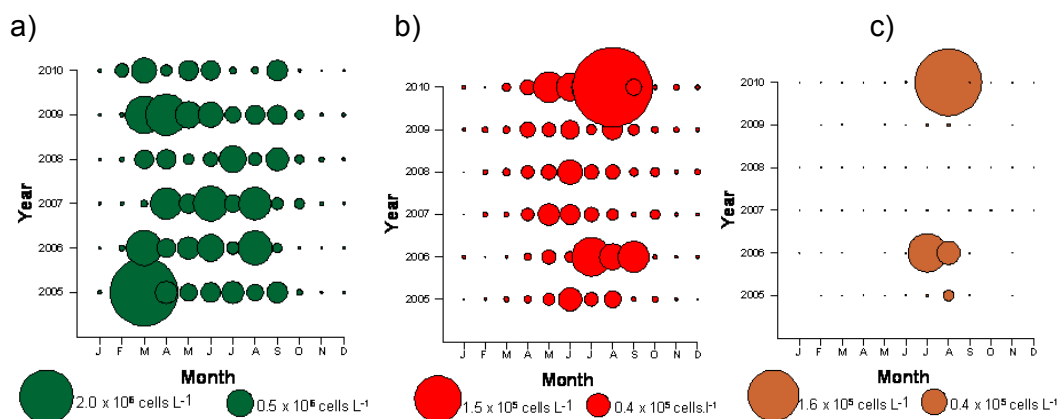 a)
2010
2009
2008
2007
2006
2005
Year
J F M A M J J A S O N D
Month
2.0 x 10⁶ cells L⁻¹
0.5 x 10⁶ cells L⁻¹
b)
2010
2009
2008
2007
2006
2005
Year
J F M A M J J A S O N D
Month
1.5 x 10⁵ cells L⁻¹
0.4 x 10⁵ cells.l⁻¹
c)
2010
2009
2008
2007
2006
2005
Year
J F M A M J J A S O N D
Month
1.6 x 10⁵ cells L⁻¹
0.4 x 10⁵ cells L⁻¹